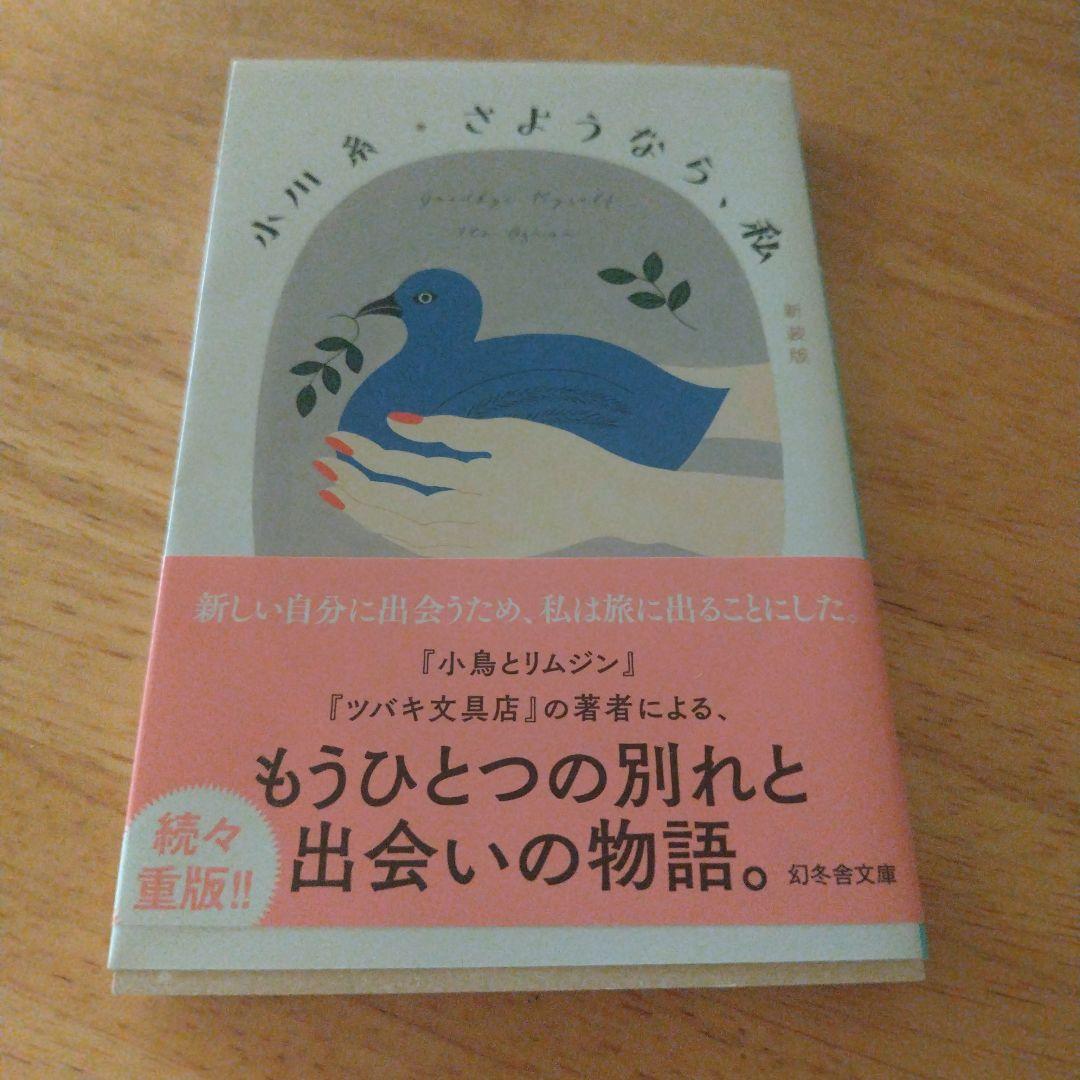 小川糸・さようなら、私
Goodbye, Myself
Ito Ogawa
新装版
新しい自分に出会うため、私は旅に出ることにした。
『小鳥とリムジン』
『ツバキ文具店』の著者による、
もうひとつの別れと
出会いの物語。
続々
重版!!
幻冬舎文庫